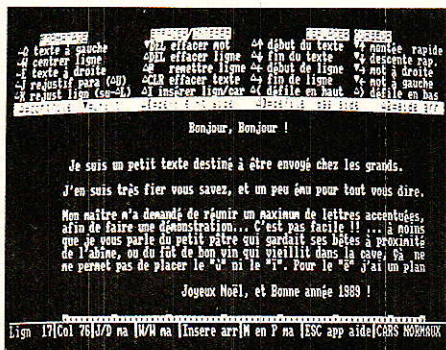 △O texte à gauche ▼DEL effacer mot △↑ début du texte ▼↑ montée rapide
△W centrer ligne △DEL effacer ligne △↓ fin du texte ▼↓ descente rap.
△E texte à droite △R remettre ligne △← début de ligne ▼→ mot à droite
△J rejustif para (△U) △CLR effacer texte △→ fin de ligne ▼← mot à gauche
△X rejust lign (su-△L) △I insérer lign/car △( défile en haut △) défile en bas
Bonjour, Bonjour !
Je suis un petit texte destiné à être envoyé chez les grands.
J'en suis très fier vous savez, et un peu ému pour tout vous dire.
Mon maître m'a demandé de réunir un maximum de lettres accentuées,
afin de faire une démonstration... C'est pas facile !! ... à moins
que je vous parle du petit pâtre qui gardait ses bêtes à proximité
de l'abîme, ou du fût de bon vin qui vieillit dans la cave, Ça ne
me permet pas de placer le "ù" ni le "ï". Pour le "ë" j'ai un plan
Joyeux Noël, et Bonne année 1989 !
Lign 17|Col 76|J/D ma |W/W ma |Insere arr|M en P ma |ESC app aide|CARS NORMAUX